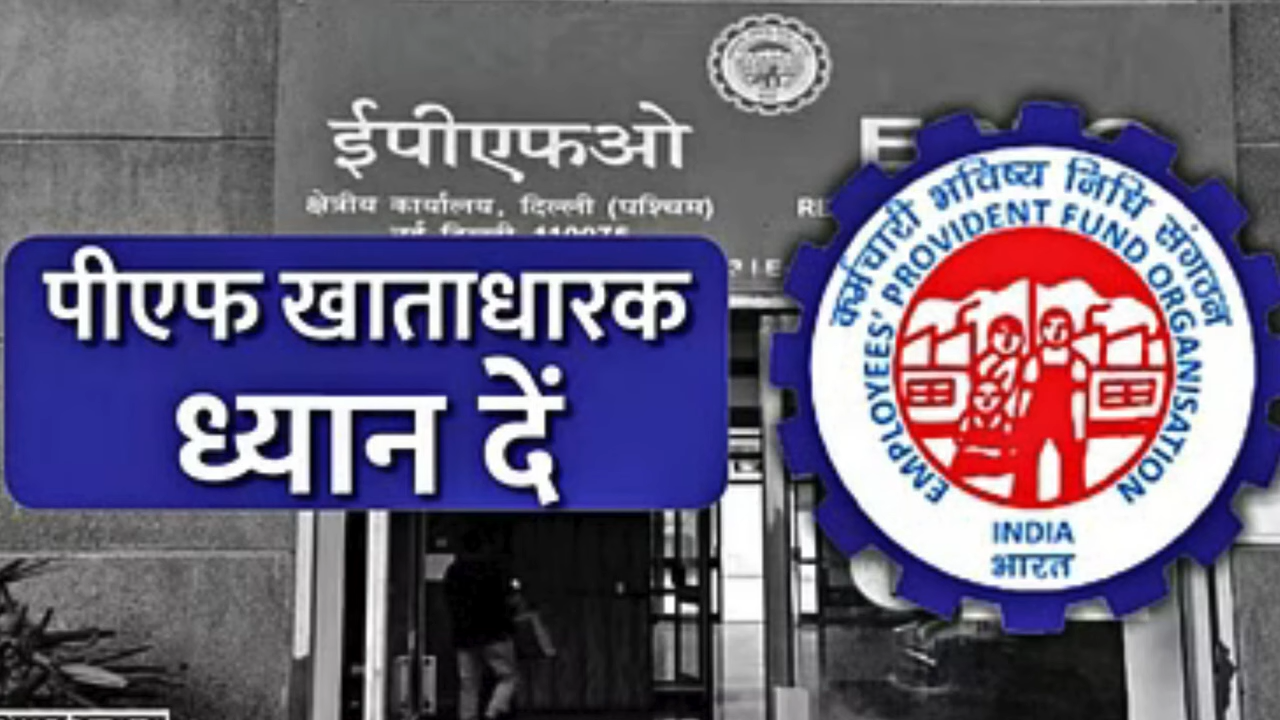 ईपीएफओ
क्षेत्रीय कार्यालय, दिल्ली (पश्चिम)
पीएफ खाताधारक
ध्यान दें
कर्मचारी भविष्य निधि संगठन
EMPLOYEES' PROVIDENT FUND ORGANISATION
INDIA
भारत